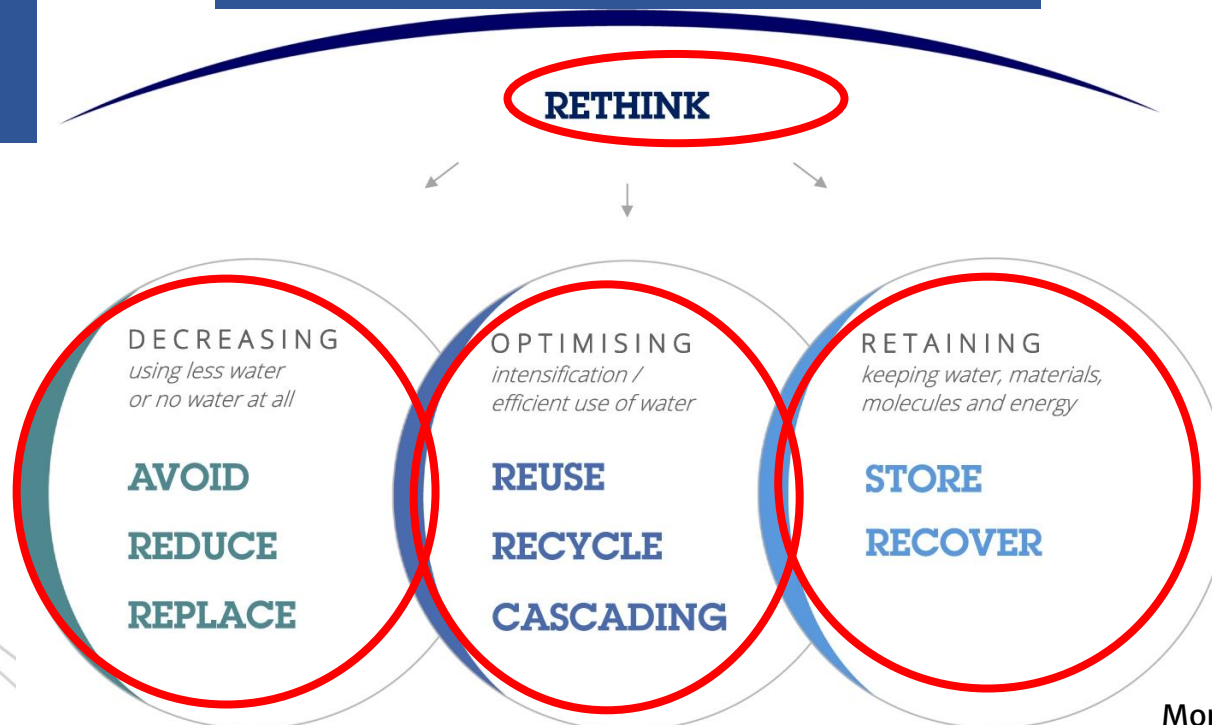 RETHINK
DECREASING
using less water
or no water at all
AVOID
REDUCE
REPLACE
OPTIMISING
intensification /
efficient use of water
REUSE
RECYCLE
CASCADING
RETAINING
keeping water, materials,
molecules and energy
STORE
RECOVER